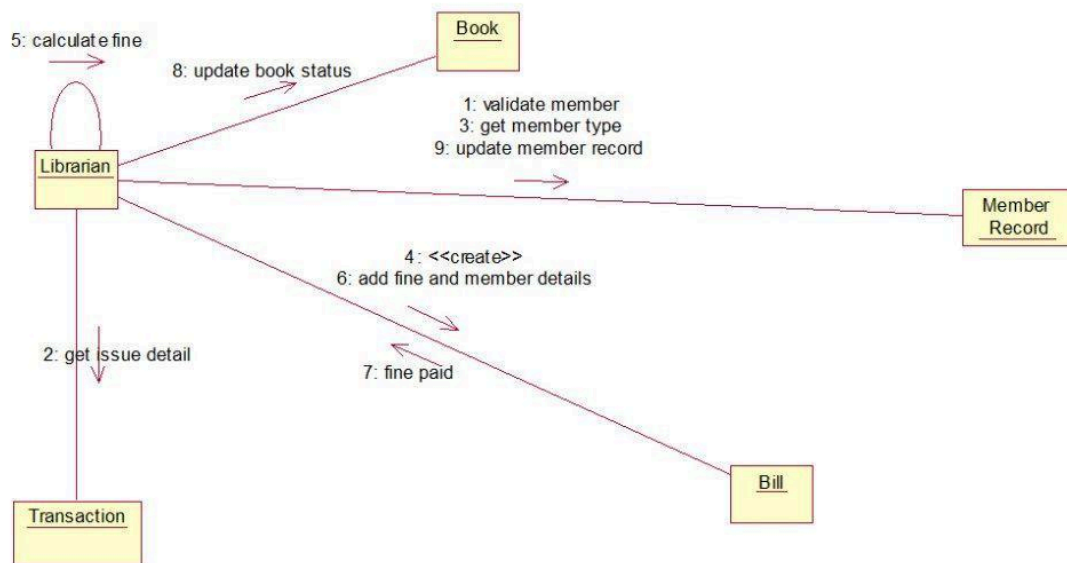 Book
5: calculate fine
8: update book status
1: validate member
3: get member type
9: update member record
Librarian
Member
Record
4: <<create>>
6: add fine and member details
2: get issue detail
7: fine paid
Bill
Transaction